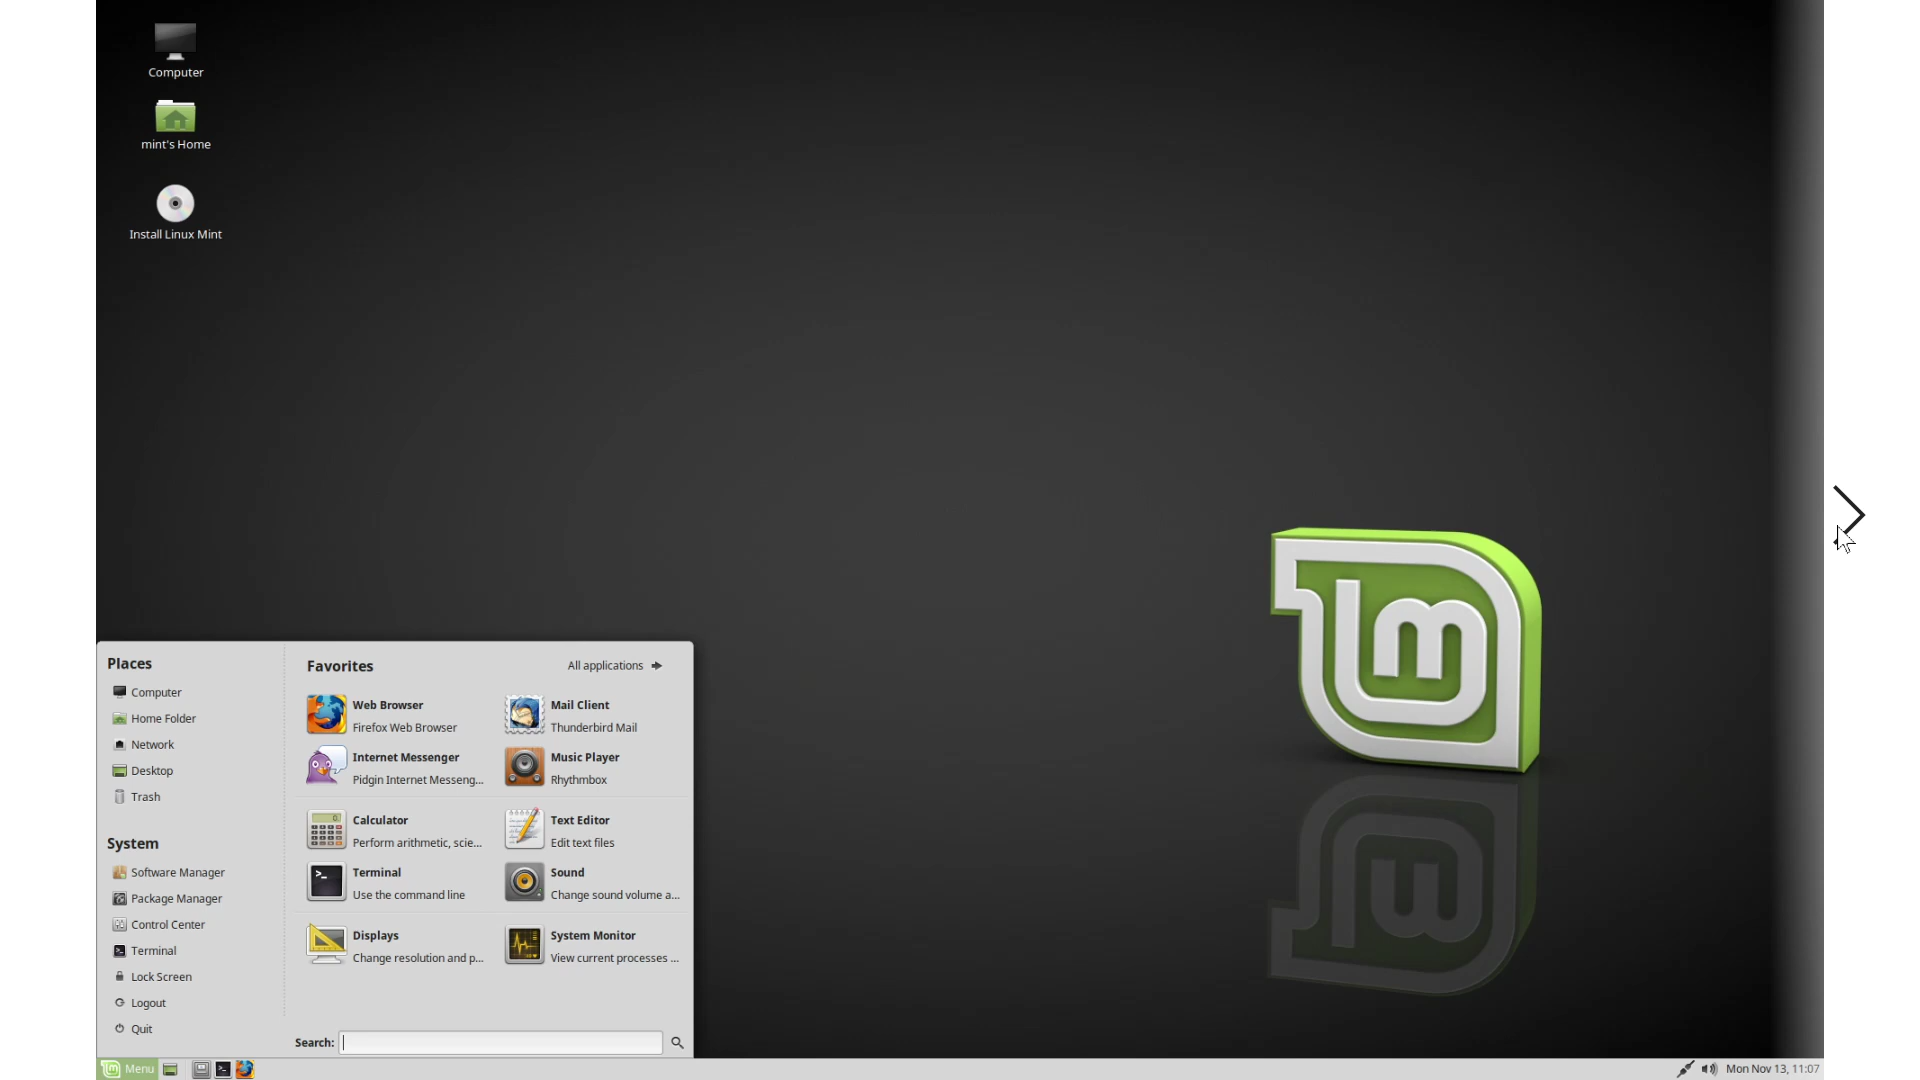 Computer
mint's Home
Install Linux Mint
Places
Computer
Home Folder
Network
Desktop
Trash
System
Software Manager
Package Manager
Control Center
Terminal
Lock Screen
Logout
Quit
Favorites
All applications
Web Browser
Firefox Web Browser
Mail Client
Thunderbird Mail
Internet Messenger
Pidgin Internet Messeng...
Music Player
Rhythmbox
Calculator
Perform arithmetic, scie...
Text Editor
Edit text files
Terminal
Use the command line
Sound
Change sound volume a...
Displays
Change resolution and p...
System Monitor
View current processes ...
Search:
Menu
Mon Nov 13, 11:07